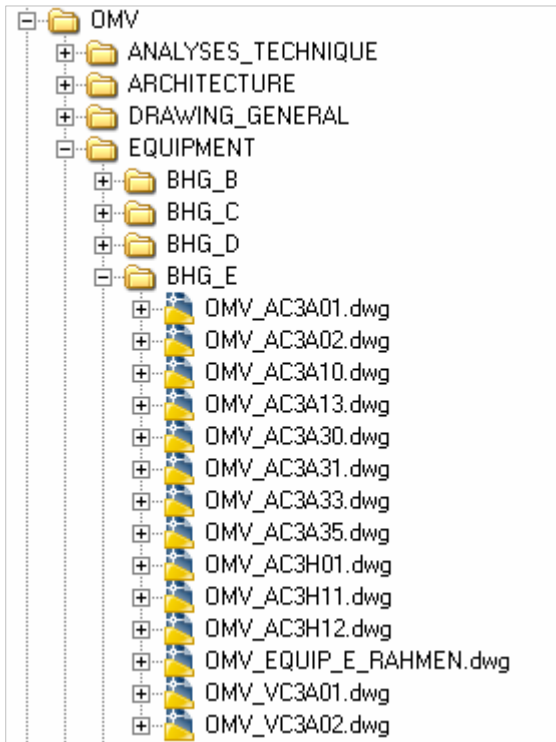 OMV
ANALYSES_TECHNIQUE
ARCHITECTURE
DRAWING_GENERAL
EQUIPMENT
BHG_B
BHG_C
BHG_D
BHG_E
OMV_AC3A01.dwg
OMV_AC3A02.dwg
OMV_AC3A10.dwg
OMV_AC3A13.dwg
OMV_AC3A30.dwg
OMV_AC3A31.dwg
OMV_AC3A33.dwg
OMV_AC3A35.dwg
OMV_AC3H01.dwg
OMV_AC3H11.dwg
OMV_AC3H12.dwg
OMV_EQUIP_E_RAHMEN.dwg
OMV_VC3A01.dwg
OMV_VC3A02.dwg